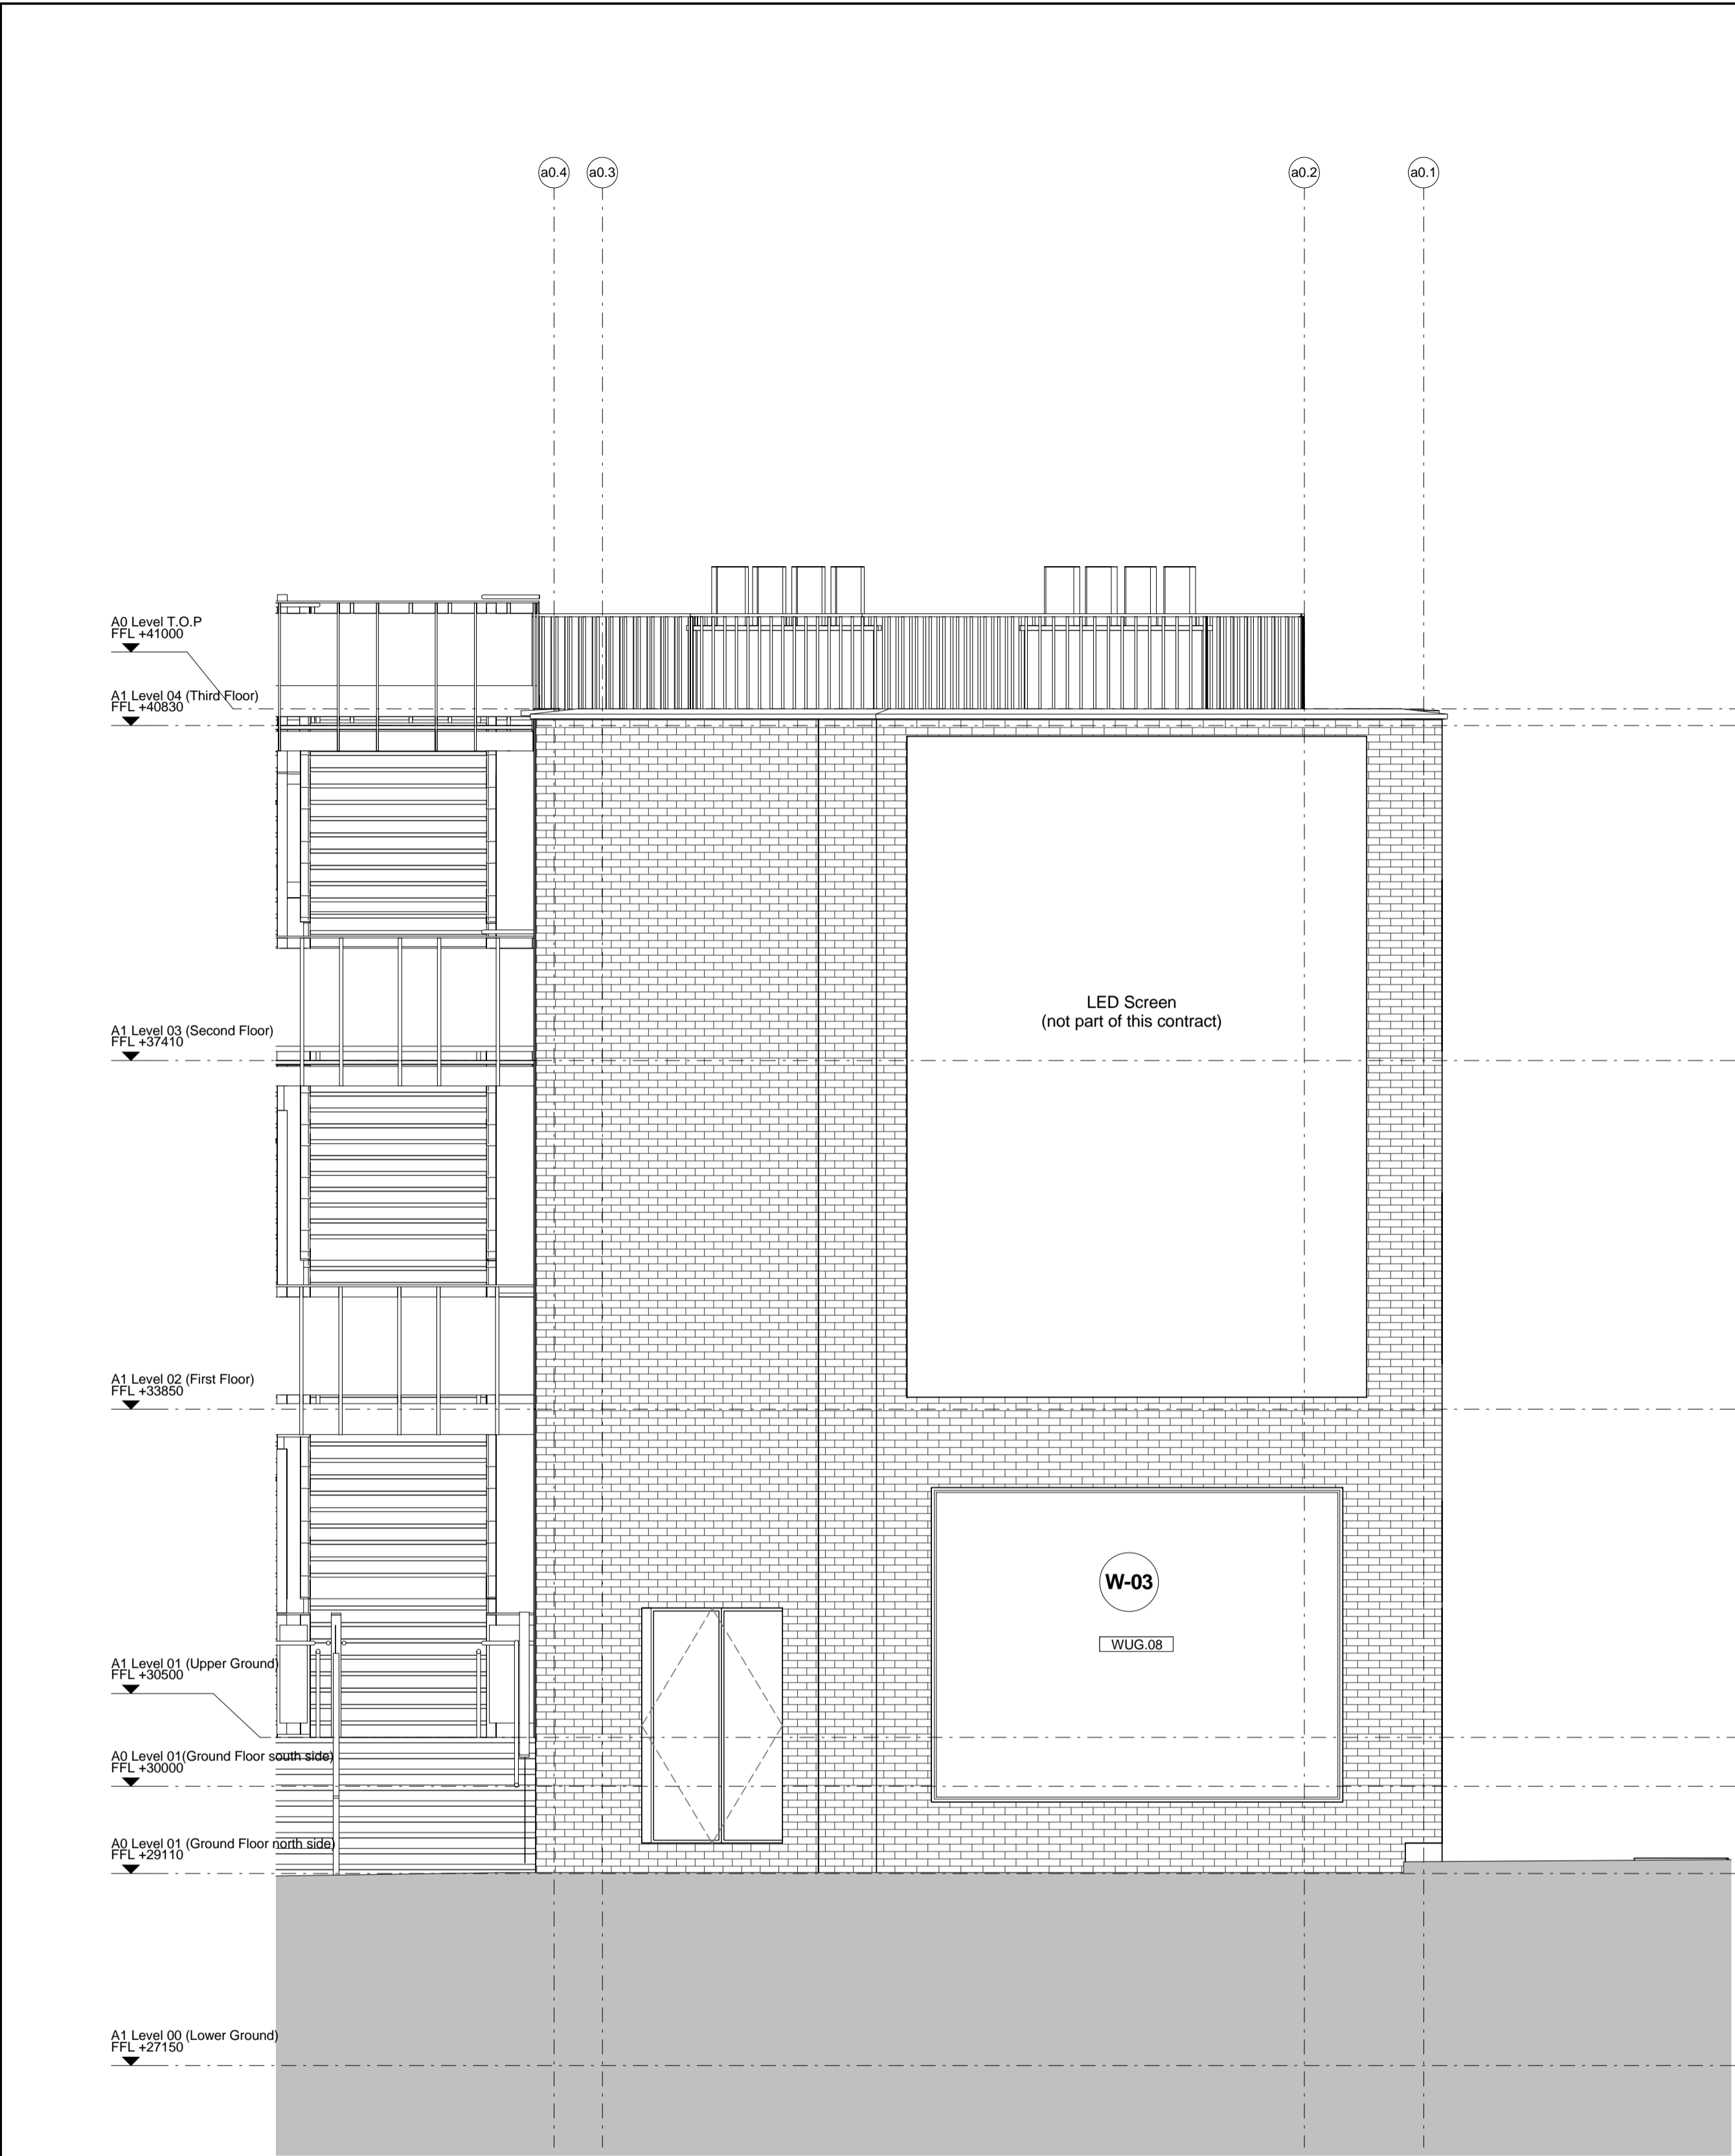 a0.4
a0.3
a0.2
a0.1
A0 Level T.O.P
FFL +41000
A1 Level 04 (Third Floor)
FFL +40830
LED Screen
(not part of this contract)
A1 Level 03 (Second Floor)
FFL +37410
A1 Level 02 (First Floor)
FFL +33850
W-03
WUG.08
A1 Level 01 (Upper Ground)
FFL +30500
A0 Level 01(Ground Floor south side)
FFL +30000
A0 Level 01 (Ground Floor north side)
FFL +29110
A1 Level 00 (Lower Ground)
FFL +27150